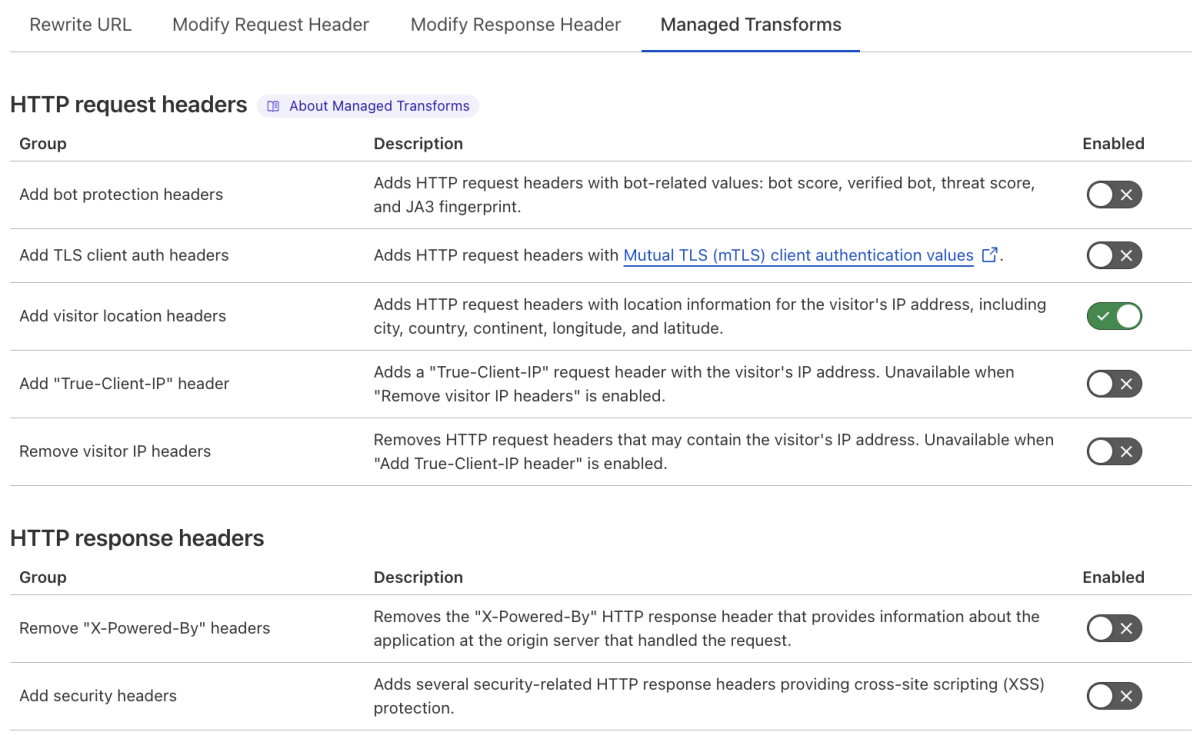 Rewrite URL Modify Request Header Modify Response Header Managed Transforms
HTTP request headers About Managed Transforms
Group Description Enabled
Add bot protection headers
Adds HTTP request headers with bot-related values: bot score, verified bot, threat score,
and JA3 fingerprint.
Add TLS client auth headers Adds HTTP request headers with Mutual TLS (mTLS) client authentication values.
Add visitor location headers
Adds HTTP request headers with location information for the visitor's IP address, including
city, country, continent, longitude, and latitude.
Add "True-Client-IP" header
Adds a "True-Client-IP" request header with the visitor's IP address. Unavailable when
"Remove visitor IP headers" is enabled.
Remove visitor IP headers
Removes HTTP request headers that may contain the visitor's IP address. Unavailable when
"Add True-Client-IP header" is enabled.
HTTP response headers
Group Description Enabled
Remove "X-Powered-By" headers
Removes the "X-Powered-By" HTTP response header that provides information about the
application at the origin server that handled the request.
Add security headers
Adds several security-related HTTP response headers providing cross-site scripting (XSS)
protection.